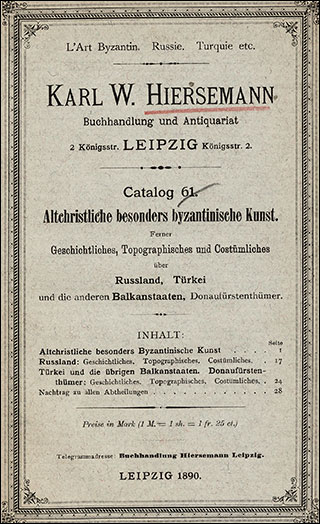 L'Art Byzantin. Russie. Turquie etc.
KARL W. HIERSEMANN
Buchhandlung und Antiquariat
2 Königsstr. LEIPZIG Königsstr. 2.
Catalog 61.
Altchristliche besonders byzantinische Kunst.
Ferner
Geschichtliches, Topographisches und Costümliches
über
Russland, Türkei
und die anderen Balkanstaaten, Donaufürstenthümer.
INHALT:
Seite
Altchristliche besonders Byzantinische Kunst . . . . 1
Russland: Geschichtliches, Topographisches, Costümliches. . 17
Türkei und die übrigen Balkanstaaten. Donaufürsten-
thümer; Geschichtliches, Topographisches, Costümliches. . 24
Nachtrag zu allen Abtheilungen . . . . . . . . . 28
Preise in Mark (1 M. = 1 sh. = 1 fr. 25 ct.)
Telegrammadresse: Buchhandlung Hiersemann Leipzig.
LEIPZIG 1890.